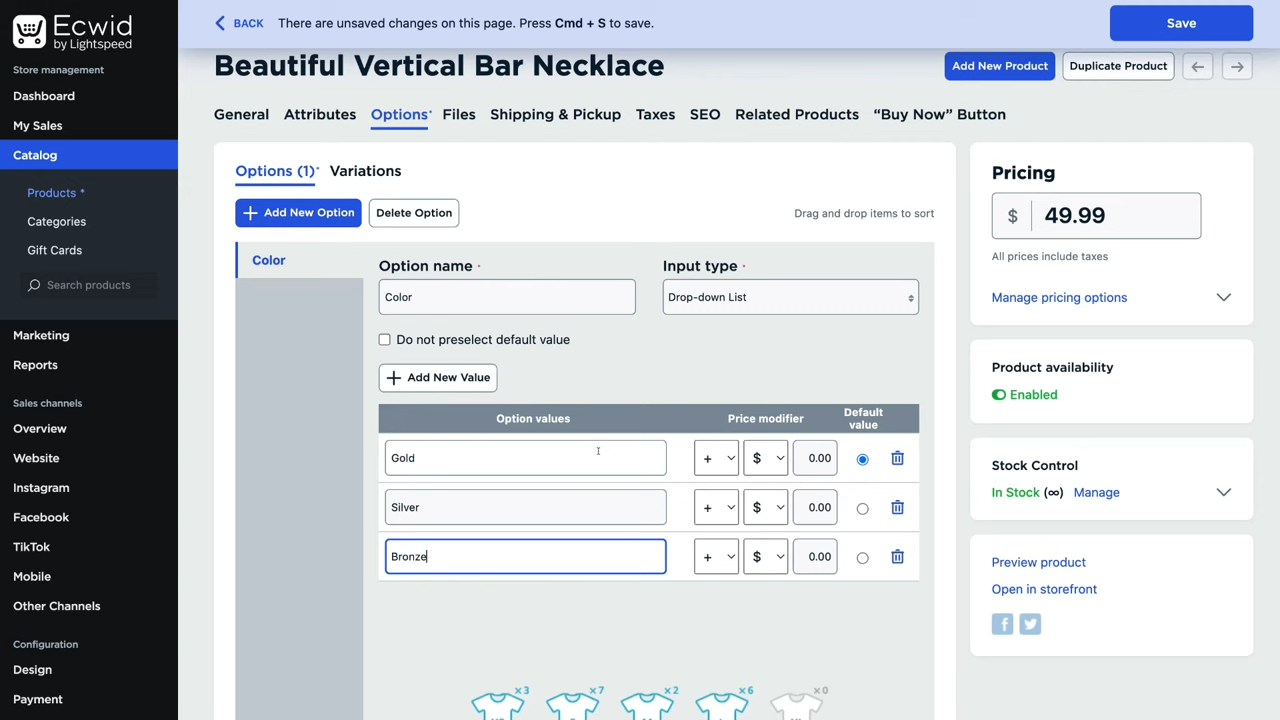 Ecwid
by Lightspeed
BACK
There are unsaved changes on this page. Press Cmd + S to save.
Save
Store management
Dashboard
My Sales
Catalog
Products *
Categories
Gift Cards
Search products
Marketing
Reports
Sales channels
Overview
Website
Instagram
Facebook
TikTok
Mobile
Other Channels
Configuration
Design
Payment
Beautiful Vertical Bar Necklace
Add New Product
Duplicate Product
General Attributes Options* Files Shipping & Pickup Taxes SEO Related Products “Buy Now” Button
Options (1)* Variations
+ Add New Option
Delete Option
Drag and drop items to sort
Color
Option name *
Input type *
Color
Drop-down List
Do not preselect default value
+ Add New Value
Option values
Price modifier
Default
value
Gold + $ 0.00
Silver + $ 0.00
Bronze + $ 0.00
×3 ×7 ×2 ×6 ×0
Pricing
$ 49.99
All prices include taxes
Manage pricing options
Product availability
Enabled
Stock Control
In Stock (∞) Manage
Preview product
Open in storefront